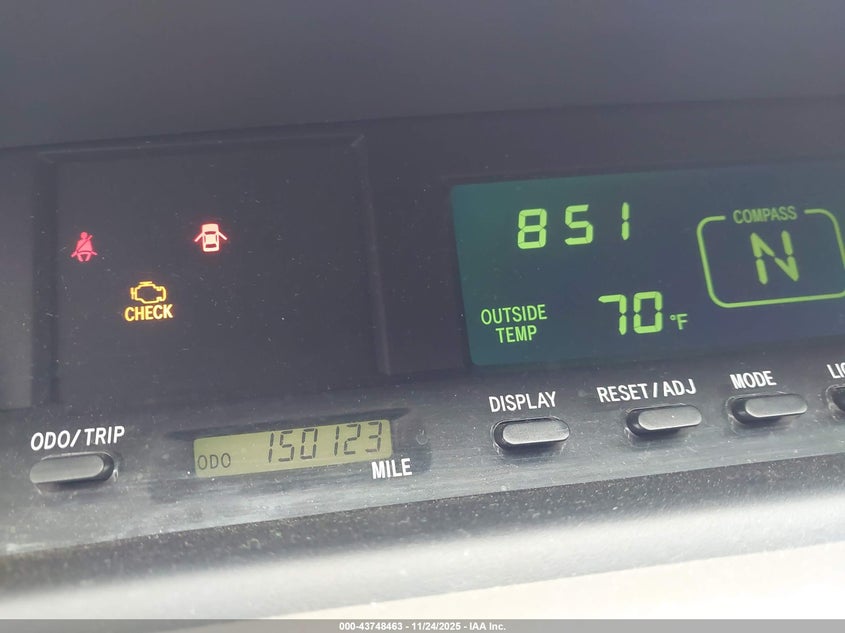 851
COMPASS
N
CHECK
OUTSIDE
TEMP
70 °F
DISPLAY
RESET/ADJ
MODE
ODO/TRIP
ODO 150123
MILE
000-43748463 - 11/24/2025 - IAA Inc.